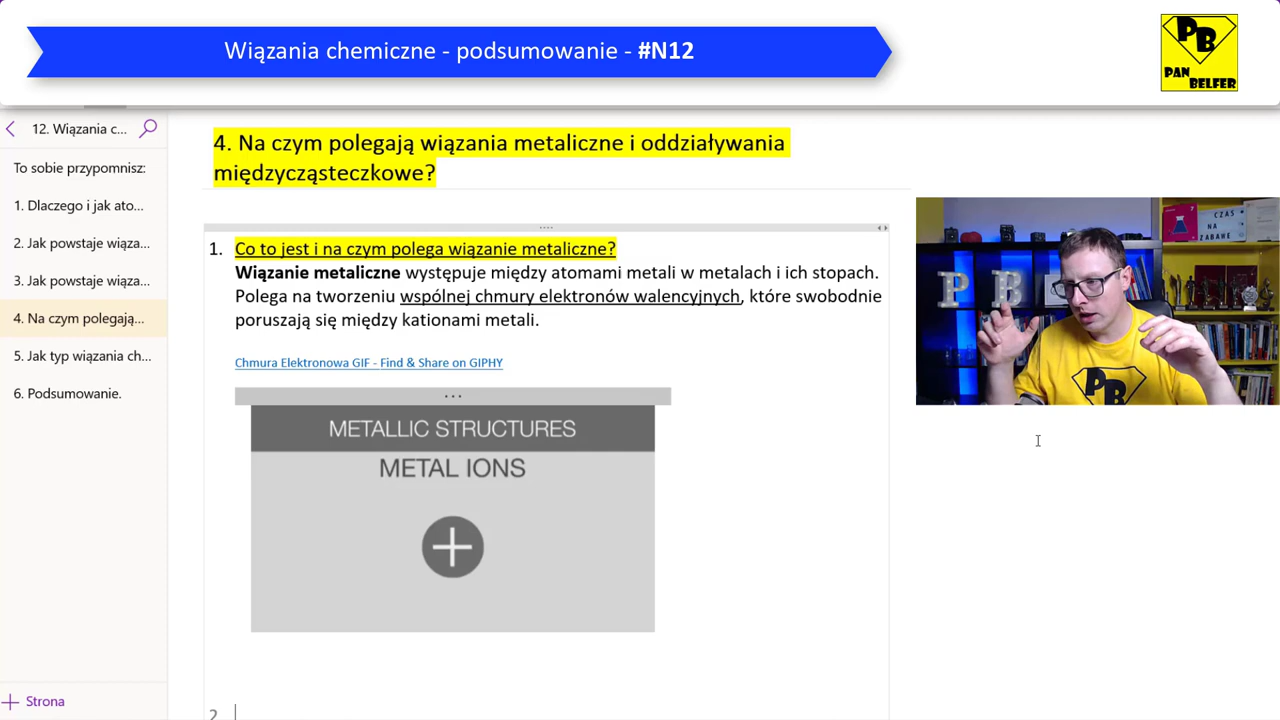 Wiązania chemiczne - podsumowanie - #N12
PB
PAN
BELFER
12. Wiązania c...
To sobie przypomnisz:
1. Dlaczego i jak ato...
2. Jak powstaje wiąza...
3. Jak powstaje wiąza...
4. Na czym polegają...
5. Jak typ wiązania ch...
6. Podsumowanie.
Strona
4. Na czym polegają wiązania metaliczne i oddziaływania
międzycząsteczkowe?
1. Co to jest i na czym polega wiązanie metaliczne?
Wiązanie metaliczne występuje między atomami metali w metalach i ich stopach.
Polega na tworzeniu wspólnej chmury elektronów walencyjnych, które swobodnie
poruszają się między kationami metali.
Chmura Elektronowa GIF - Find & Share on GIPHY
METALLIC STRUCTURES
METAL IONS
+
2
CZAS
NA
ZABAWĘ
P B
PB